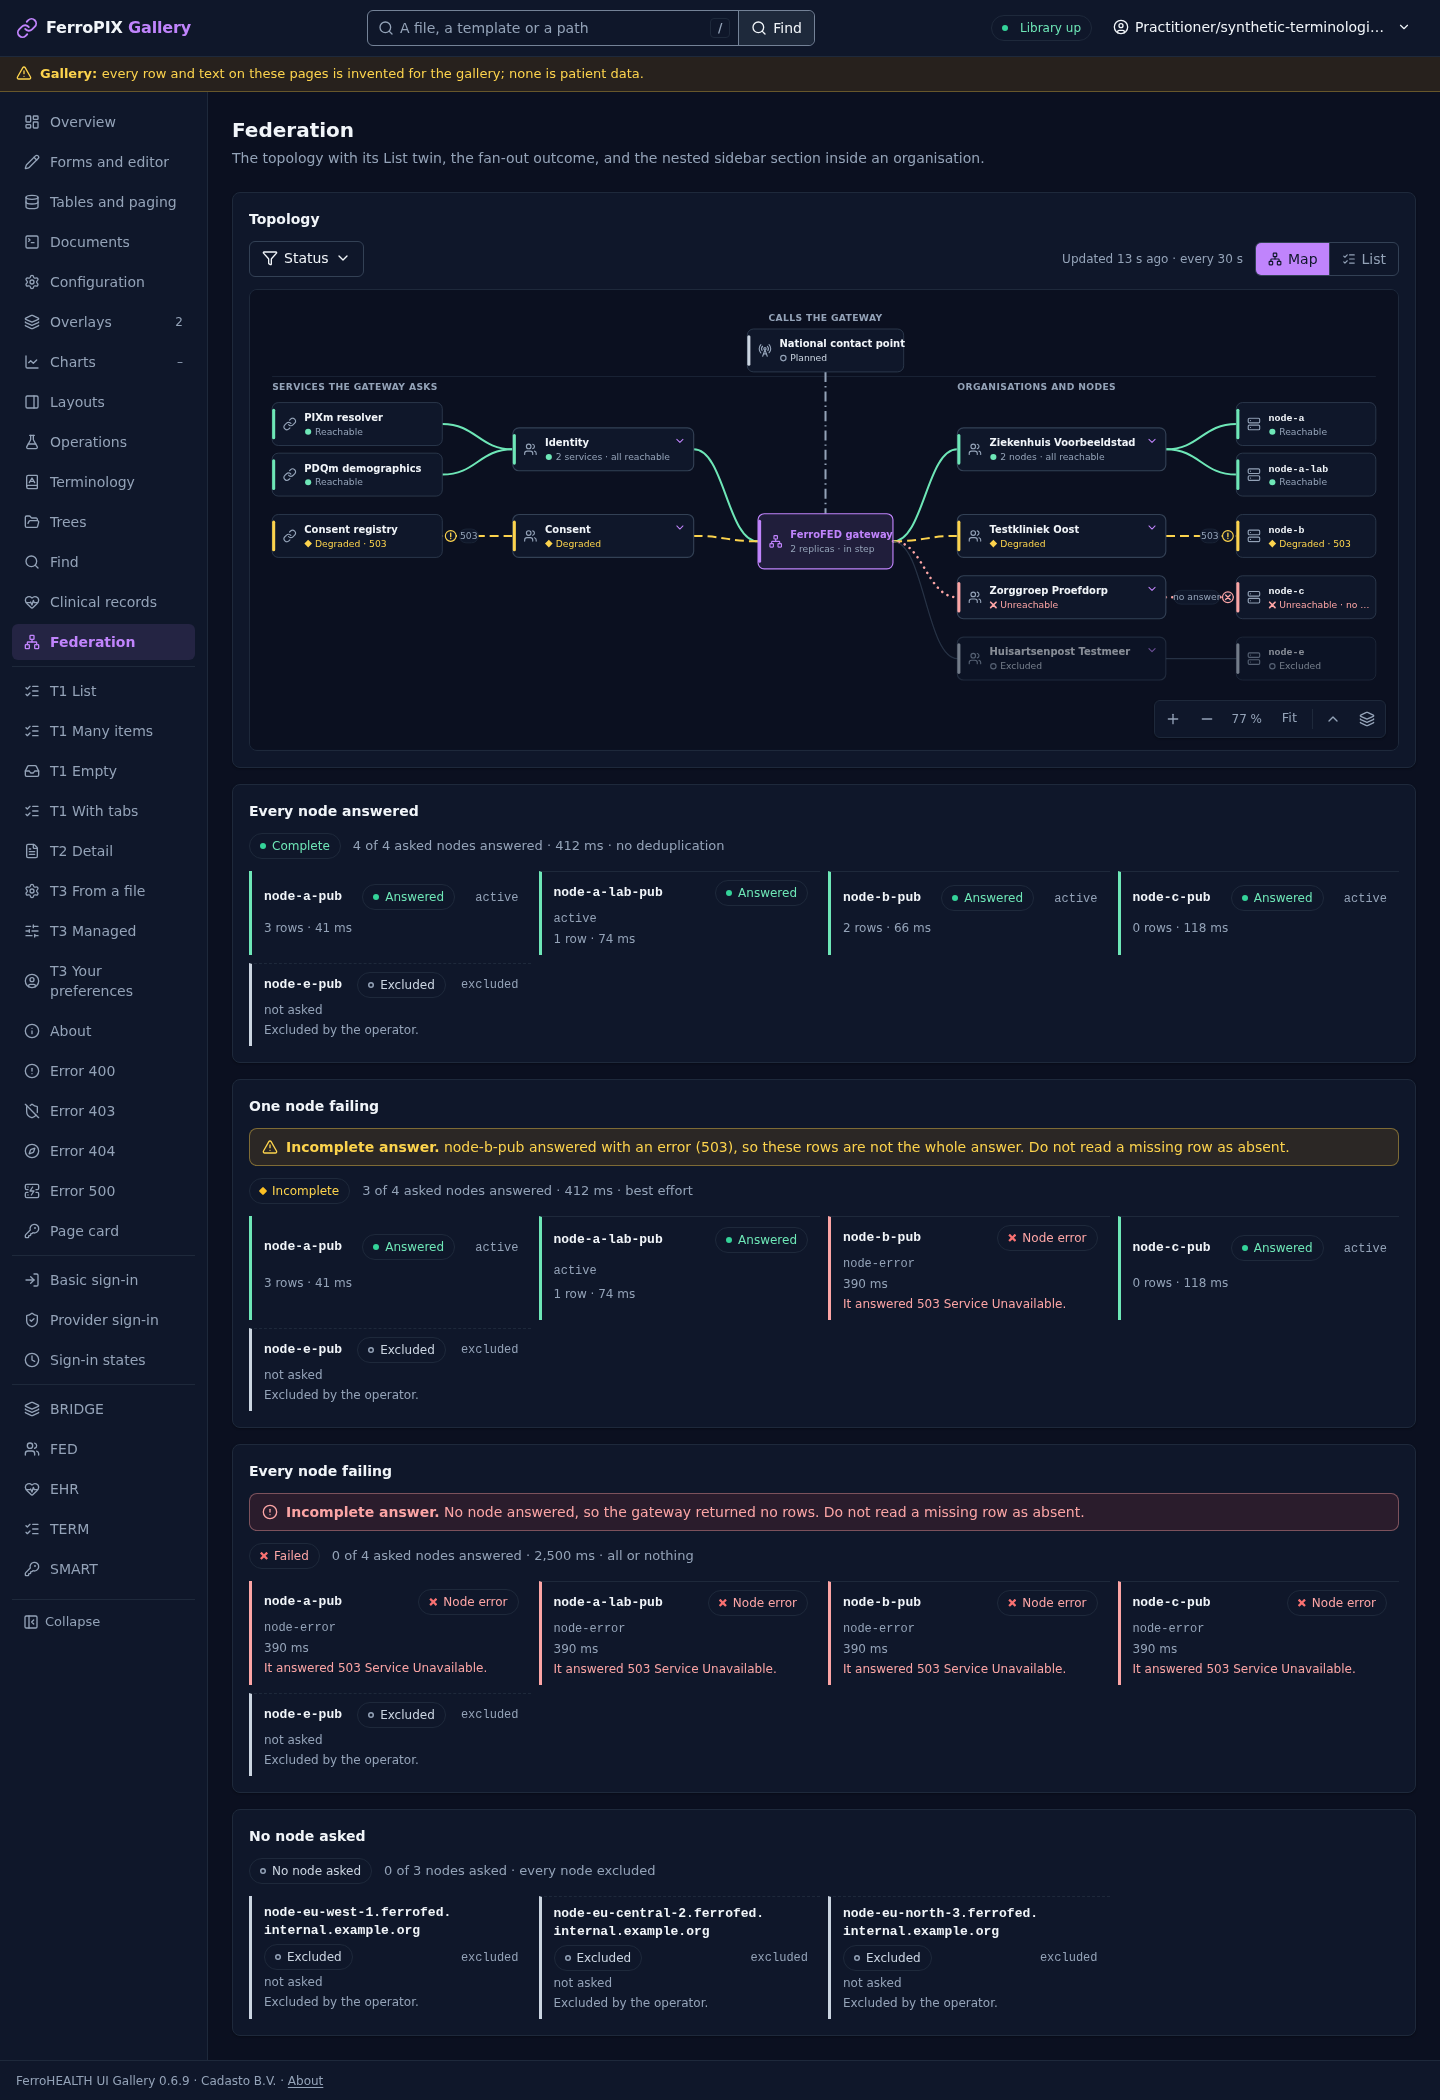 FerroPIX Gallery
A file, a template or a path
/
Find
Library up
Practitioner/synthetic-terminologi…
Gallery: every row and text on these pages is invented for the gallery; none is patient data.
Overview
Forms and editor
Tables and paging
Documents
Configuration
Overlays 2
Charts –
Layouts
Operations
Terminology
Trees
Find
Clinical records
Federation
T1 List
T1 Many items
T1 Empty
T1 With tabs
T2 Detail
T3 From a file
T3 Managed
T3 Your
preferences
About
Error 400
Error 403
Error 404
Error 500
Page card
Basic sign-in
Provider sign-in
Sign-in states
BRIDGE
FED
EHR
TERM
SMART
Collapse
Federation
The topology with its List twin, the fan-out outcome, and the nested sidebar section inside an organisation.
Topology
Status
Updated 13 s ago · every 30 s
Map
List
CALLS THE GATEWAY
National contact point
Planned
SERVICES THE GATEWAY ASKS
PIXm resolver
Reachable
PDQm demographics
Reachable
Consent registry
Degraded · 503
503
Identity
2 services · all reachable
Consent
Degraded
FerroFED gateway
2 replicas · in step
ORGANISATIONS AND NODES
Ziekenhuis Voorbeeldstad
2 nodes · all reachable
Testkliniek Oost
Degraded
Zorggroep Proefdorp
Unreachable
Huisartsenpost Testmeer
Excluded
503
no answer
node-a
Reachable
node-a-lab
Reachable
node-b
Degraded · 503
node-c
Unreachable · no …
node-e
Excluded
77 %
Fit
Every node answered
Complete
4 of 4 asked nodes answered · 412 ms · no deduplication
node-a-pub Answered active
3 rows · 41 ms
node-a-lab-pub Answered
active
1 row · 74 ms
node-b-pub Answered active
2 rows · 66 ms
node-c-pub Answered active
0 rows · 118 ms
node-e-pub Excluded excluded
not asked
Excluded by the operator.
One node failing
Incomplete answer. node-b-pub answered with an error (503), so these rows are not the whole answer. Do not read a missing row as absent.
Incomplete
3 of 4 asked nodes answered · 412 ms · best effort
node-a-pub Answered active
3 rows · 41 ms
node-a-lab-pub Answered
active
1 row · 74 ms
node-b-pub Node error
node-error
390 ms
It answered 503 Service Unavailable.
node-c-pub Answered active
0 rows · 118 ms
node-e-pub Excluded excluded
not asked
Excluded by the operator.
Every node failing
Incomplete answer. No node answered, so the gateway returned no rows. Do not read a missing row as absent.
Failed
0 of 4 asked nodes answered · 2,500 ms · all or nothing
node-a-pub Node error
node-error
390 ms
It answered 503 Service Unavailable.
node-a-lab-pub Node error
node-error
390 ms
It answered 503 Service Unavailable.
node-b-pub Node error
node-error
390 ms
It answered 503 Service Unavailable.
node-c-pub Node error
node-error
390 ms
It answered 503 Service Unavailable.
node-e-pub Excluded excluded
not asked
Excluded by the operator.
No node asked
No node asked
0 of 3 nodes asked · every node excluded
node-eu-west-1.ferrofed.
internal.example.org
Excluded excluded
not asked
Excluded by the operator.
node-eu-central-2.ferrofed.
internal.example.org
Excluded excluded
not asked
Excluded by the operator.
node-eu-north-3.ferrofed.
internal.example.org
Excluded excluded
not asked
Excluded by the operator.
FerroHEALTH UI Gallery 0.6.9 · Cadasto B.V. · About